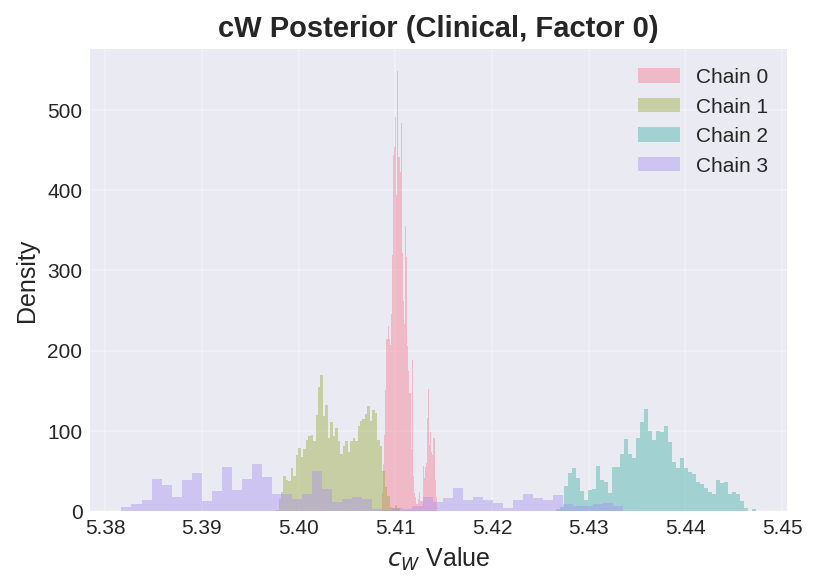 cW Posterior (Clinical, Factor 0)
Chain 0
Chain 1
Chain 2
Chain 3
Density
500
400
300
200
100
0
5.38 5.39 5.40 5.41 5.42 5.43 5.44 5.45
c_W Value